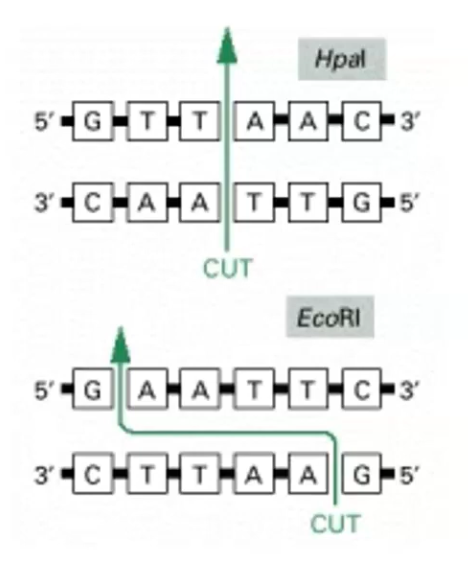 HpaI
5′ G T T A A C 3′
3′ C A A T T G 5′
CUT
EcoRI
5′ G A A T T C 3′
3′ C T T A A G 5′
CUT